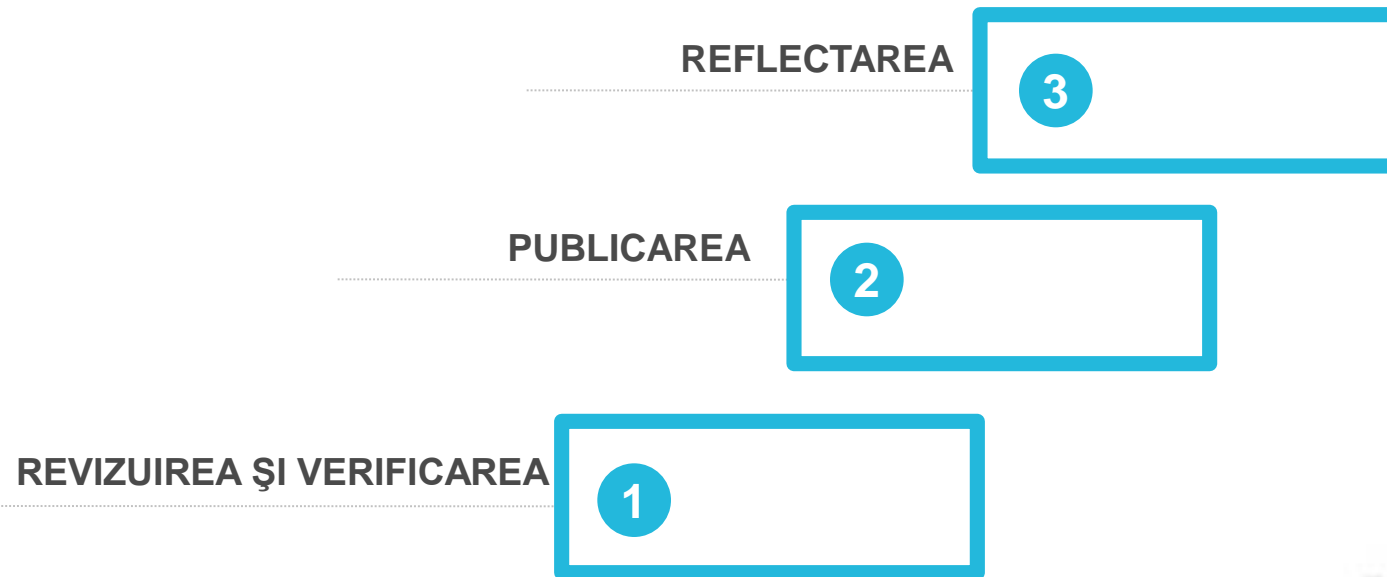 REFLECTAREA
3
PUBLICAREA
2
REVIZUIREA ŞI VERIFICAREA
1